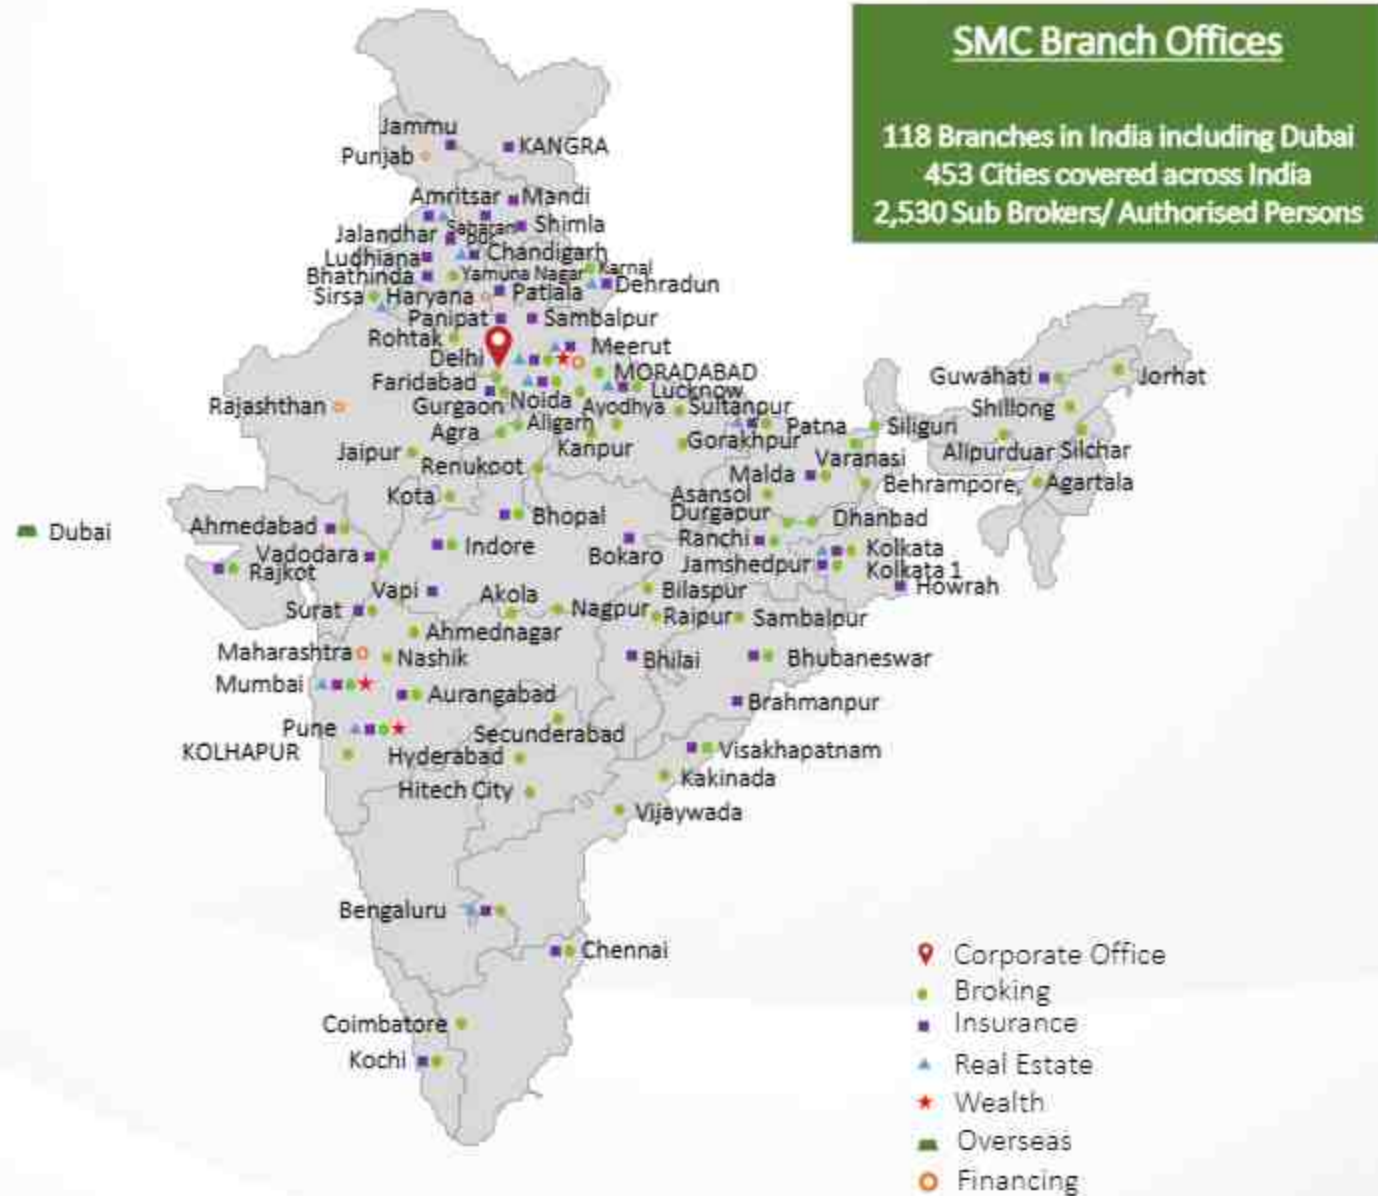 SMC Branch Offices
118 Branches in India including Dubai
453 Cities covered across India
2,530 Sub Brokers/ Authorised Persons
Jammu
Punjab
KANGRA
Amritsar
Mandi
Saharan
pur
Shimla
Jalandhar
Ludhiana
Chandigarh
Bhathinda
Yamuna Nagar
Karnal
Sirsa
Haryana
Patiala
Dehradun
Panipat
Sambalpur
Rohtak
Delhi
Meerut
Faridabad
MORADABAD
Gurgaon
Noida
Ayodhya
Lucknow
Rajashthan
Sultanpur
Agra
Aligarh
Kanpur
Gorakhpur
Patna
Siliguri
Guwahati
Jorhat
Shillong
Alipurduar
Silchar
Jaipur
Renukoot
Varanasi
Malda
Behrampore,
Agartala
Kota
Asansol
Durgapur
Dhanbad
Dubai
Ahmedabad
Bhopal
Vadodara
Indore
Bokaro
Ranchi
Kolkata
Rajkot
Jamshedpur
Kolkata 1
Howrah
Vapi
Akola
Bilaspur
Surat
Nagpur
Raipur
Sambalpur
Ahmednagar
Maharashtra
Nashik
Bhilai
Bhubaneswar
Mumbai
Aurangabad
Brahmanpur
Pune
Secunderabad
KOLHAPUR
Hyderabad
Visakhapatnam
Hitech City
Kakinada
Vijaywada
Bengaluru
Chennai
Coimbatore
Kochi
Corporate Office
Broking
Insurance
Real Estate
Wealth
Overseas
Financing